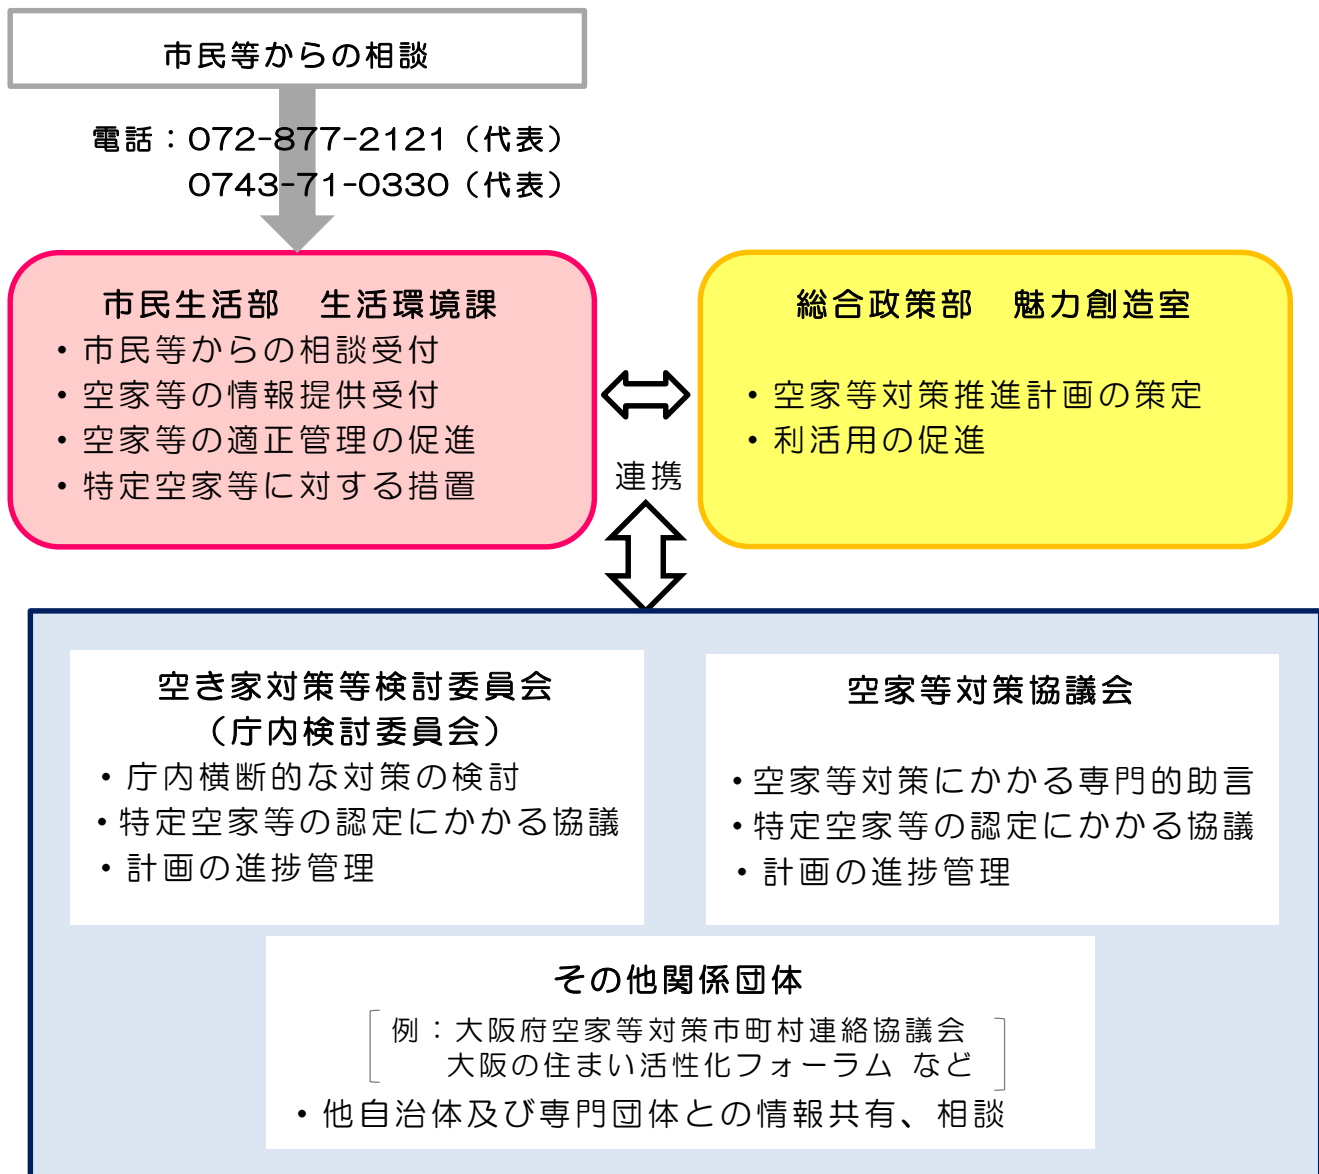 市民等からの相談
電話：072-877-2121（代表）
0743-71-0330（代表）
市民生活部　生活環境課
・市民等からの相談受付
・空家等の情報提供受付
・空家等の適正管理の促進
・特定空家等に対する措置
連携
総合政策部　魅力創造室
・空家等対策推進計画の策定
・利活用の促進
空き家対策等検討委員会
（庁内検討委員会）
・庁内横断的な対策の検討
・特定空家等の認定にかかる協議
・計画の進捗管理
空家等対策協議会
・空家等対策にかかる専門的助言
・特定空家等の認定にかかる協議
・計画の進捗管理
その他関係団体
例：大阪府空家等対策市町村連絡協議会
大阪の住まい活性化フォーラム など
・他自治体及び専門団体との情報共有、相談